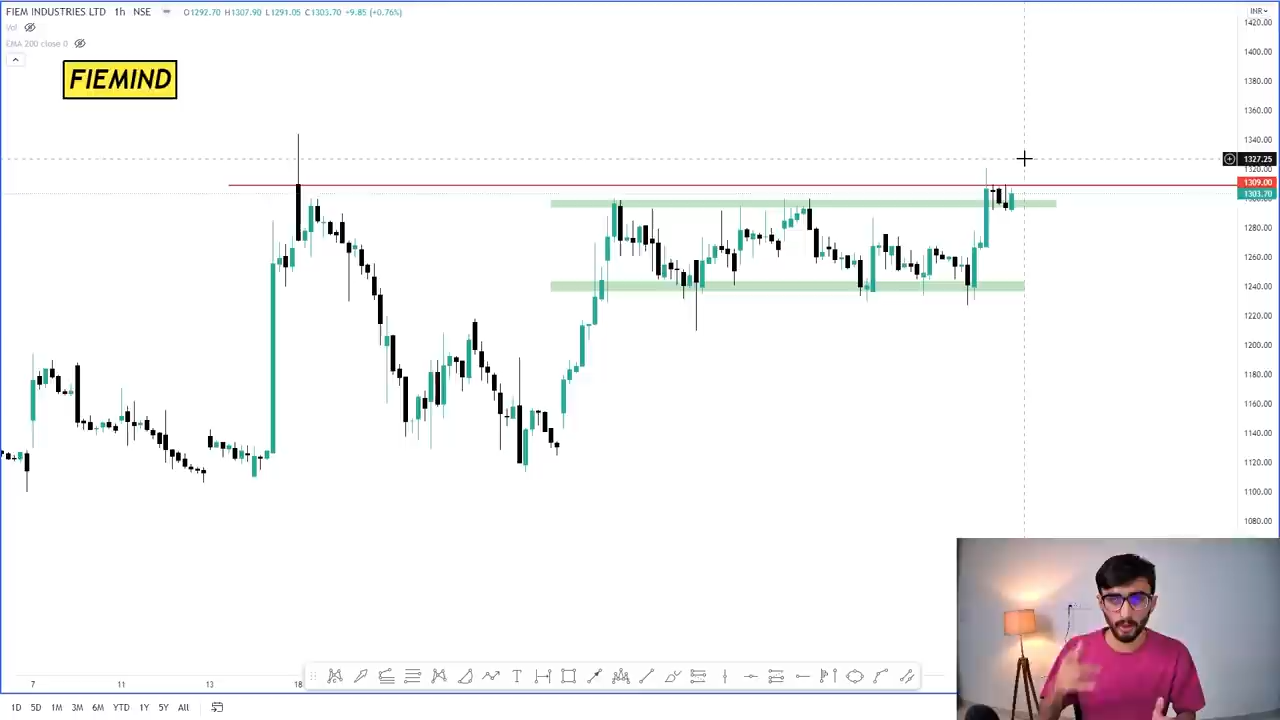 FIEM INDUSTRIES LTD 1h NSE O1292.70 H1307.90 L1291.05 C1303.70 +9.85 (+0.76%)
Vol
EMA 200 close 0
FIEMIND
INR
1420.00
1400.00
1380.00
1360.00
1340.00
1327.25
1320.00
1309.00
1303.70
1280.00
1260.00
1240.00
1220.00
1200.00
1180.00
1160.00
1140.00
1120.00
1100.00
1080.00
7 11 13 18
1D 5D 1M 3M 6M YTD 1Y 5Y All